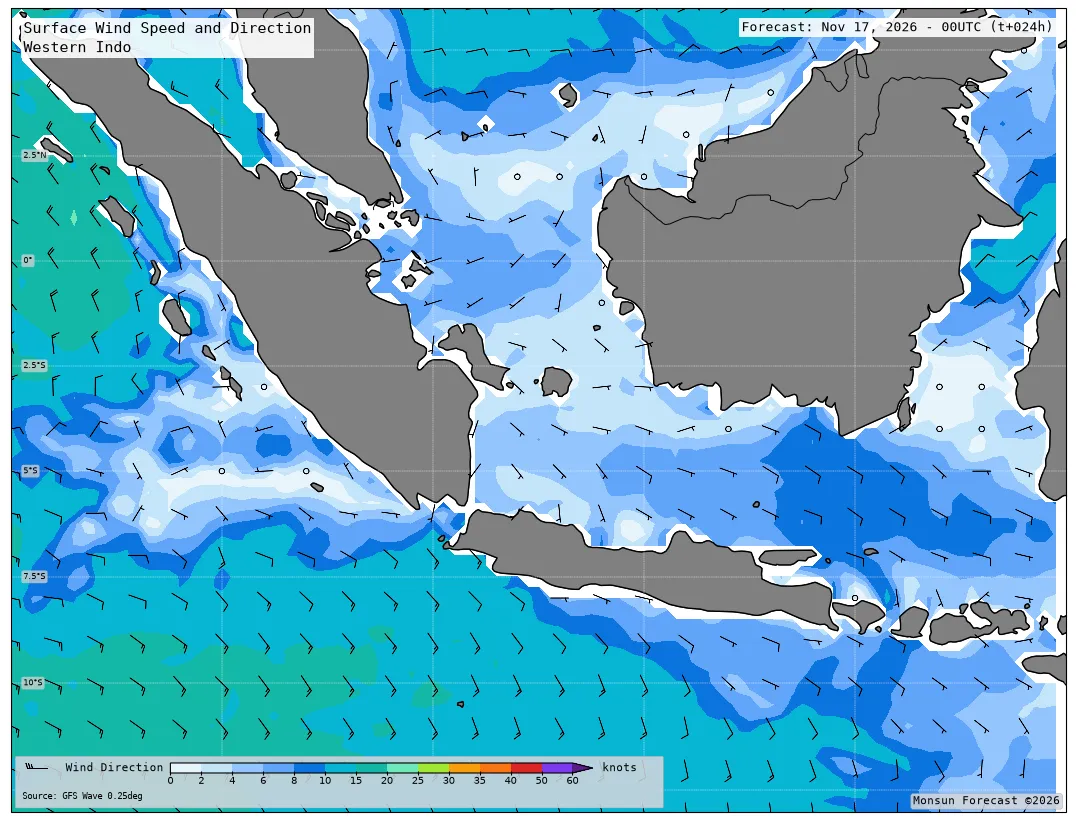 Surface Wind Speed and Direction
Western Indo
Forecast: Nov 17, 2026 - 00UTC (t+024h)
2.5°N
0°
2.5°S
5°S
7.5°S
10°S
Wind Direction
0 2 4 6 8 10 15 20 25 30 35 40 50 60
knots
Source: GFS Wave 0.25deg
Monsun Forecast ©2026